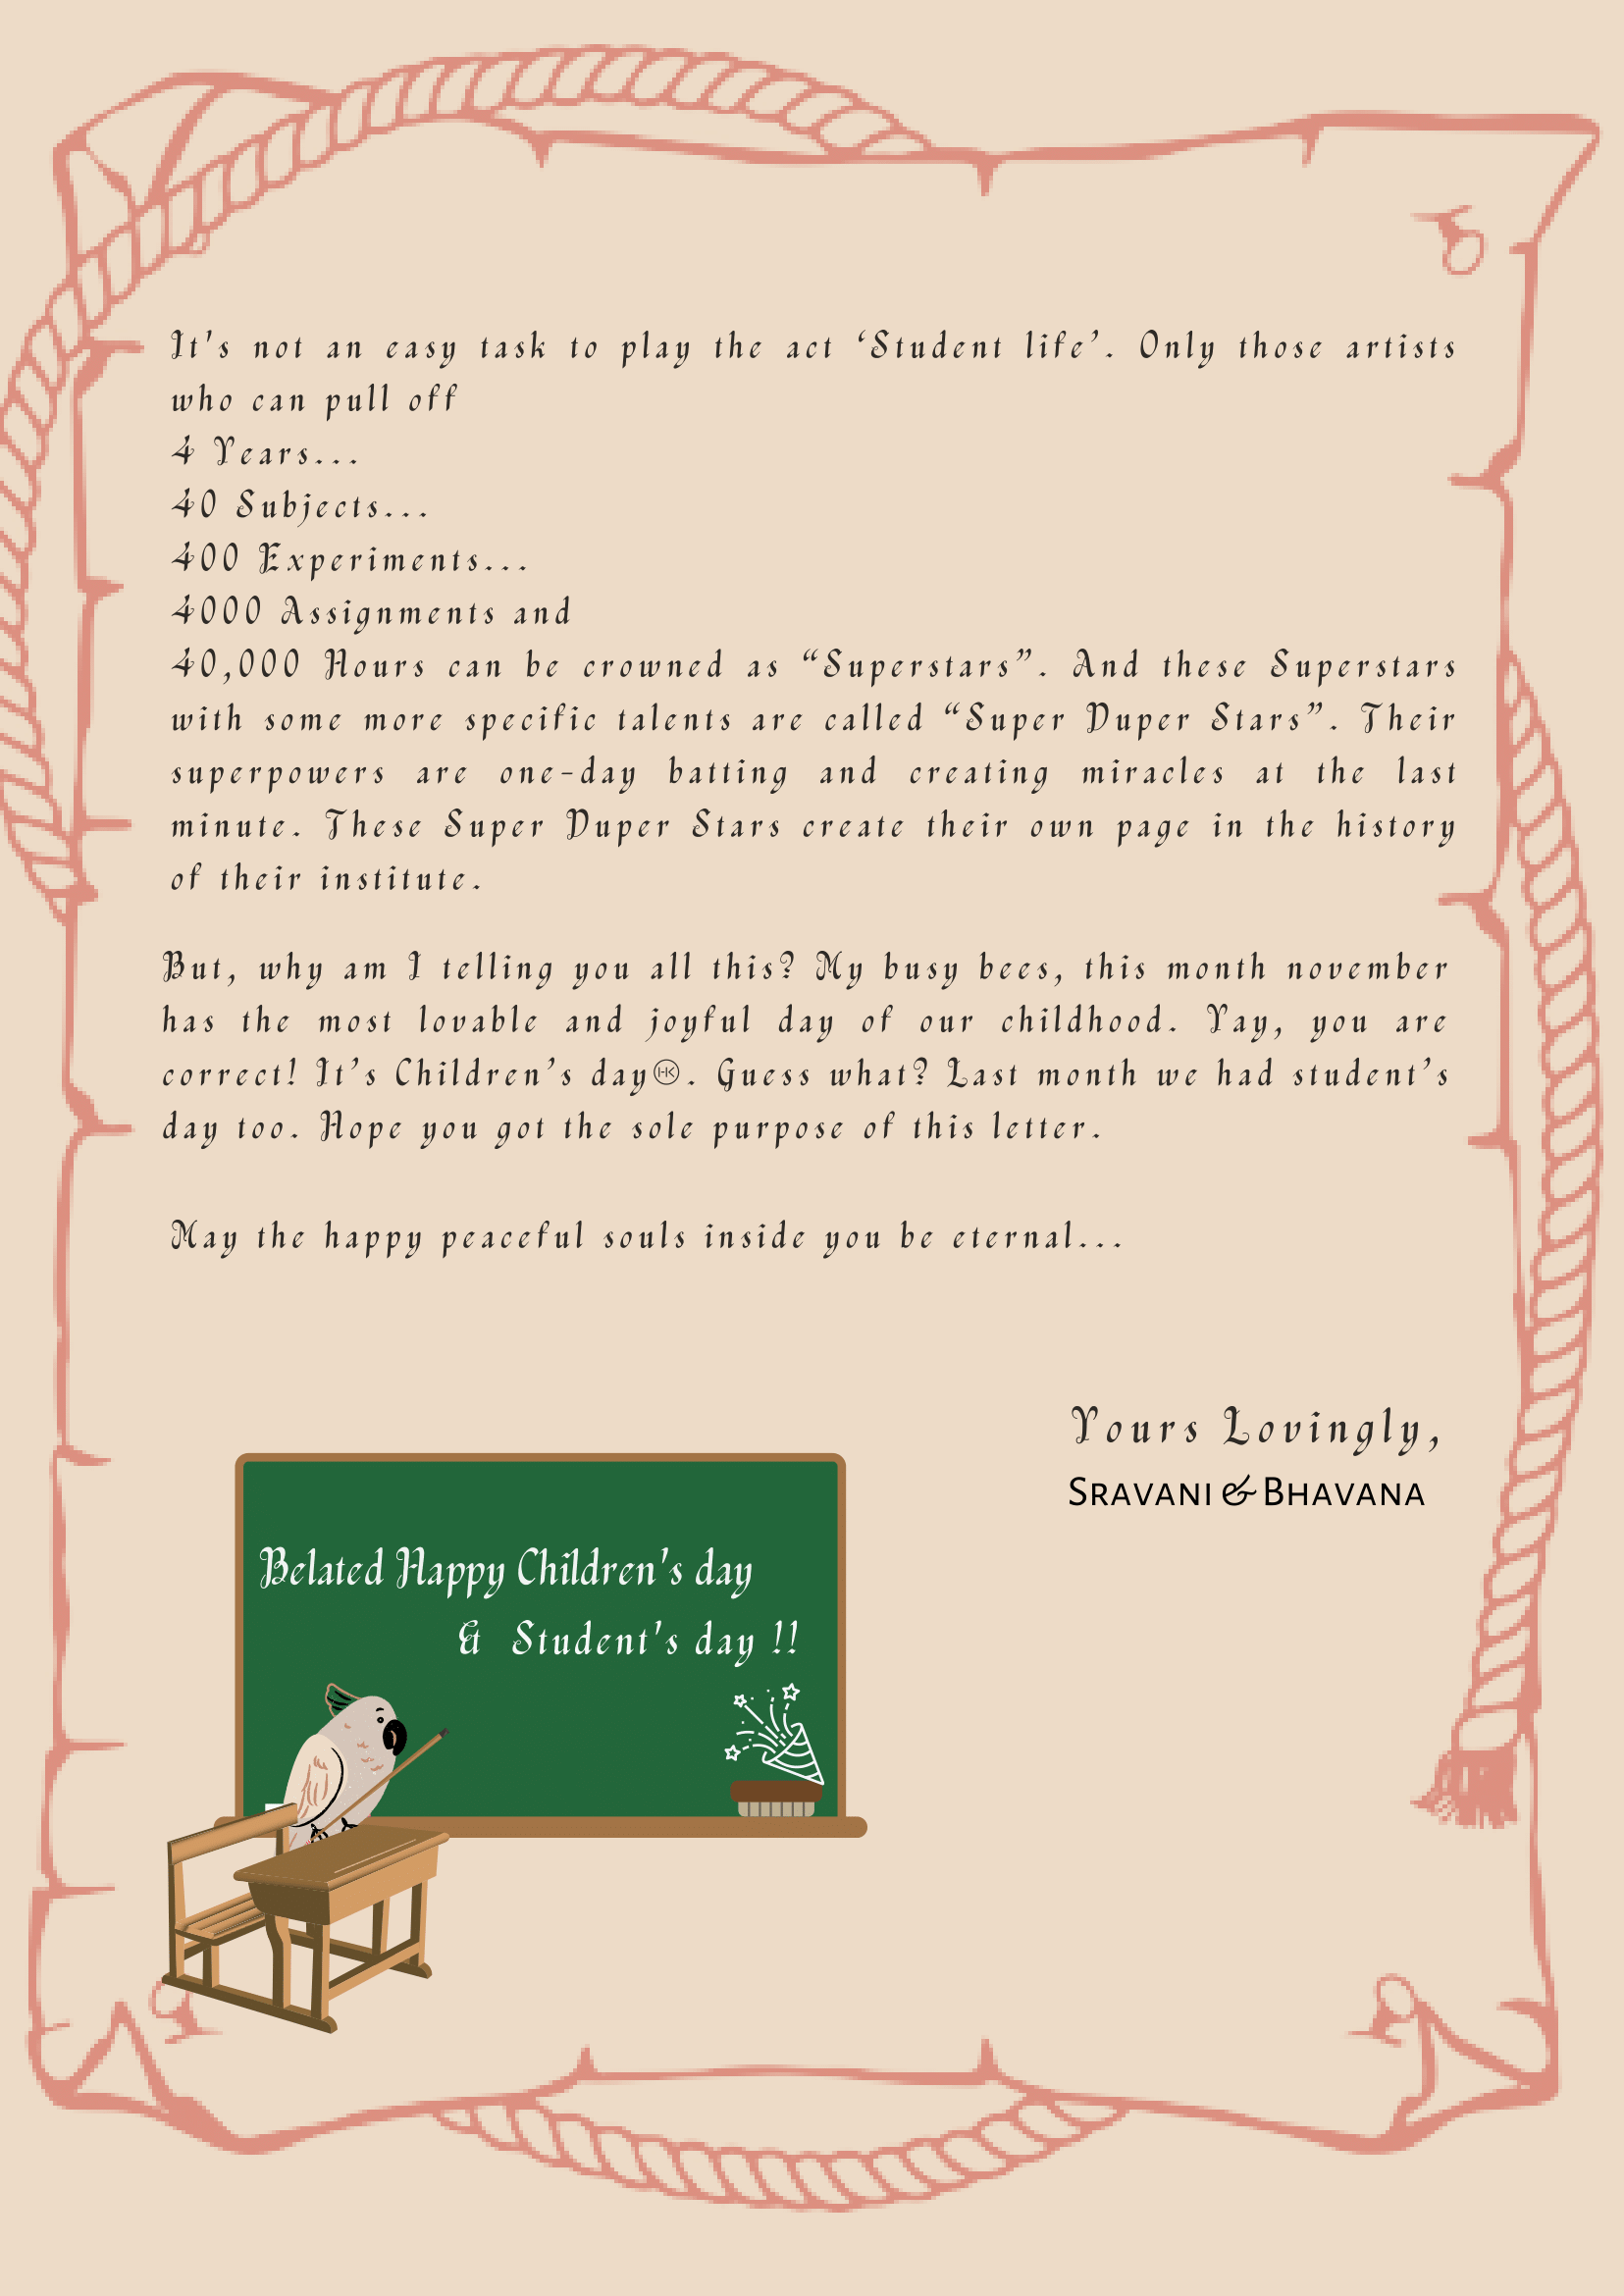 It's not an easy task to play the act ‘Student life’. Only those artists
who can pull off
4 Years...
40 Subjects...
400 Experiments...
4000 Assignments and
40,000 Hours can be crowned as “Superstars”. And these Superstars
with some more specific talents are called “Super Duper Stars”. Their
superpowers are one-day batting and creating miracles at the last
minute. These Super Duper Stars create their own page in the history
of their institute.
But, why am I telling you all this? My busy bees, this month november
has the most lovable and joyful day of our childhood. Yay, you are
correct! It’s Children’s day. Guess what? Last month we had student’s
day too. Hope you got the sole purpose of this letter.
May the happy peaceful souls inside you be eternal...
Yours Lovingly,
SRAVANI & BHAVANA
Belated Happy Children's day
& Student's day !!